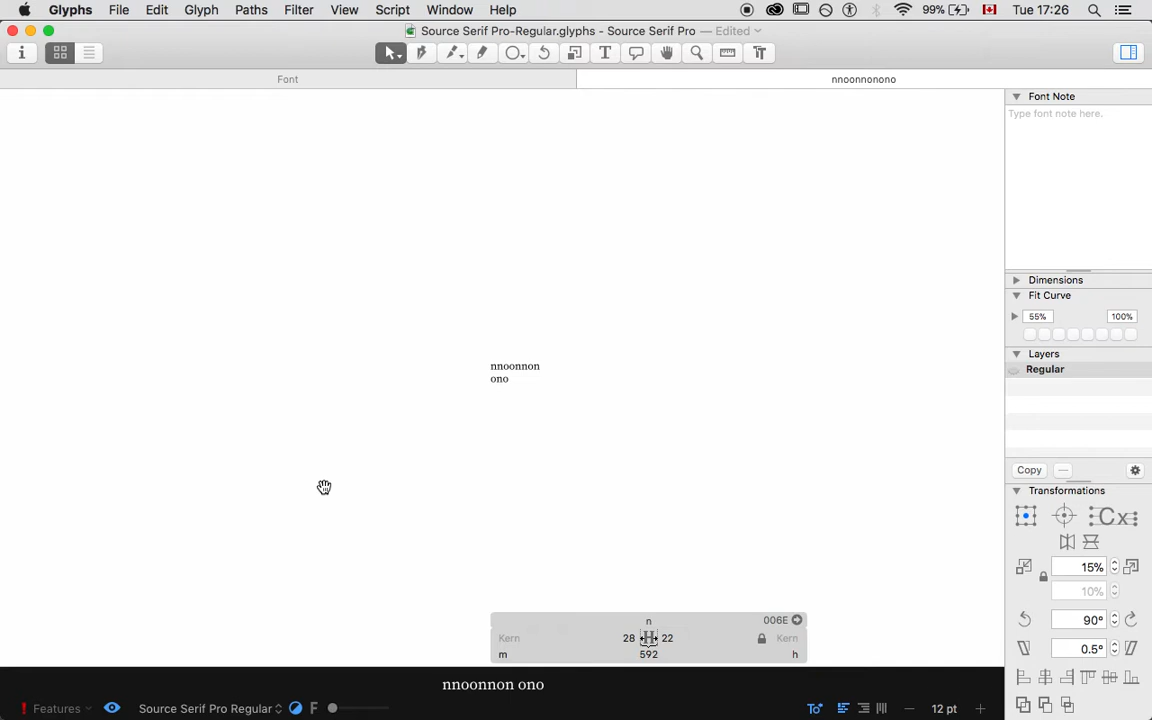 Glyphs File Edit Glyph Paths Filter View Script Window Help 99% Tue 17:26
Source Serif Pro-Regular.glyphs - Source Serif Pro — Edited
Font nnoonnonono
Font Note
Type font note here.
Dimensions
Fit Curve
55% 100%
Layers
Regular
nnoonnon
ono
Copy
Transformations
15%
10%
90°
0.5°
n 006E
Kern 28 H 22 Kern
m 592 h
nnoonnon ono
! Features Source Serif Pro Regular F 12 pt